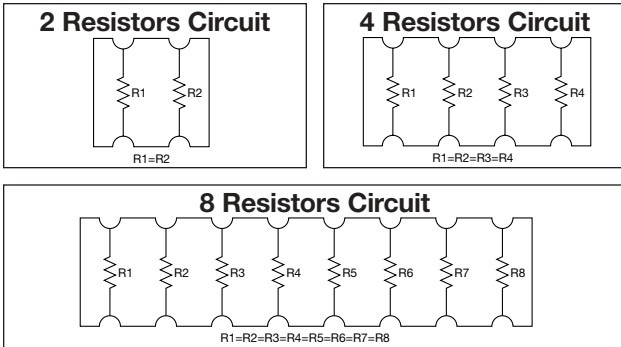 2 Resistors Circuit
R1 R2
R1=R2
4 Resistors Circuit
R1 R2 R3 R4
R1=R2=R3=R4
8 Resistors Circuit
R1 R2 R3 R4 R5 R6 R7 R8
R1=R2=R3=R4=R5=R6=R7=R8